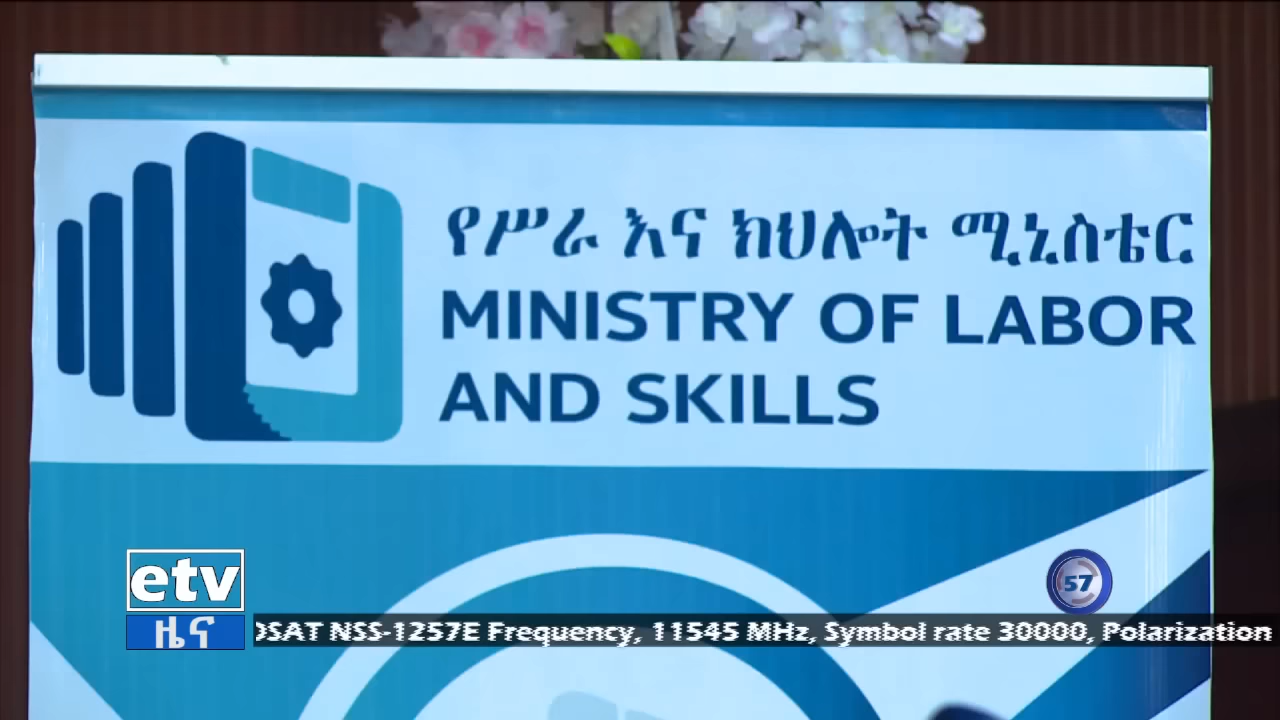 የሥራ እና ክህሎት ሚኒስቴር
MINISTRY OF LABOR
AND SKILLS
etv
57
ዜና
NSS-1257E Frequency, 11545 MHz, Symbol rate 30000, Polarization